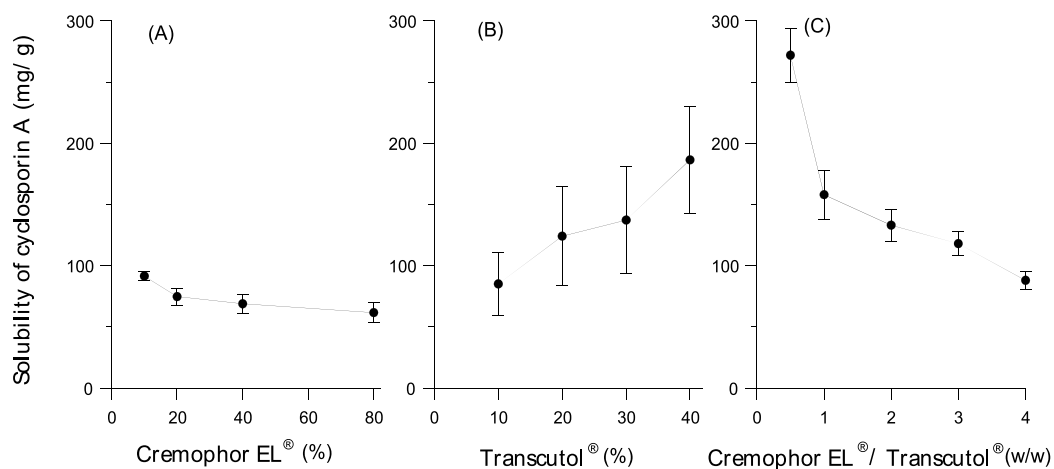 Solubility of cyclosporin A (mg/ g)
(A)
300
200
100
0
0 20 40 60 80
Cremophor EL® (%)
(B)
300
200
100
0
0 10 20 30 40
Transcutol® (%)
(C)
300
200
100
0
0 1 2 3 4
Cremophor EL®/ Transcutol®(w/w)